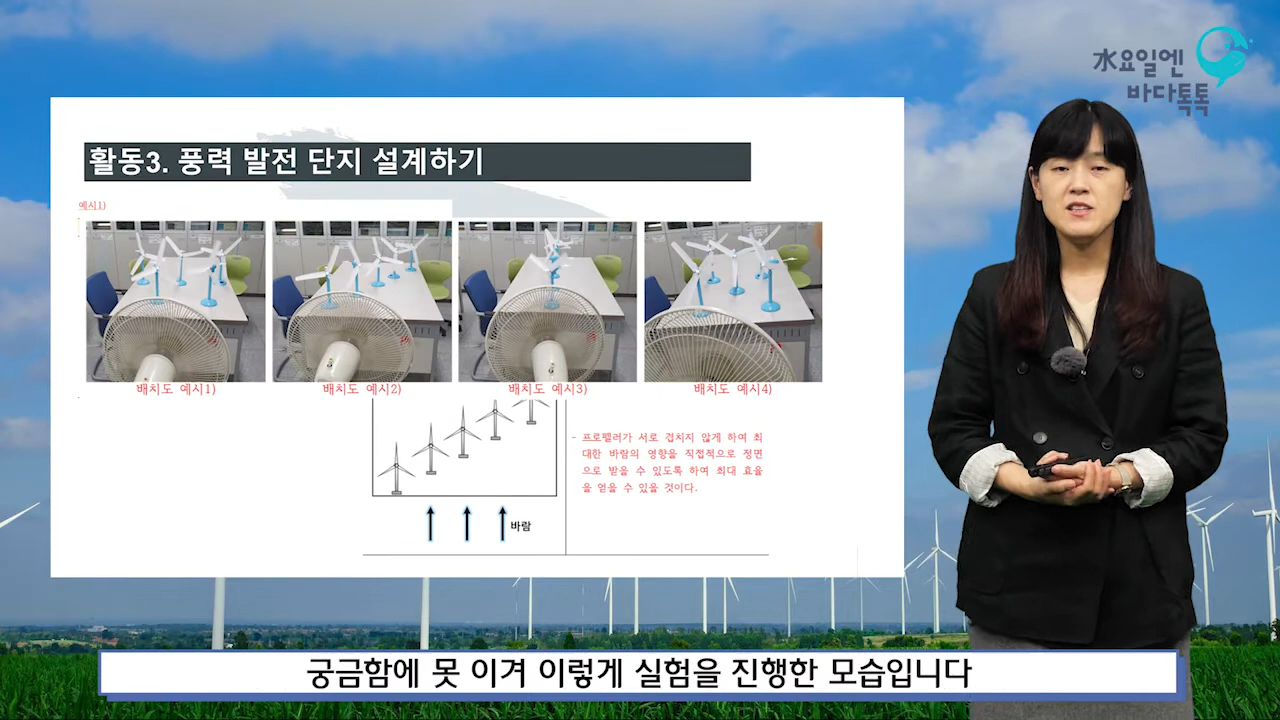 水요일엔
바다톡톡
활동3. 풍력 발전 단지 설계하기
예시1)
배치도 예시1)
배치도 예시2)
배치도 예시3)
배치도 예시4)
- 프로펠러가 서로 겹치지 않게 하여 최
대한 바람의 영향을 직접적으로 정면
으로 받을 수 있도록 하여 최대 효율
을 얻을 수 있을 것이다.
바람
궁금함에 못 이겨 이렇게 실험을 진행한 모습입니다